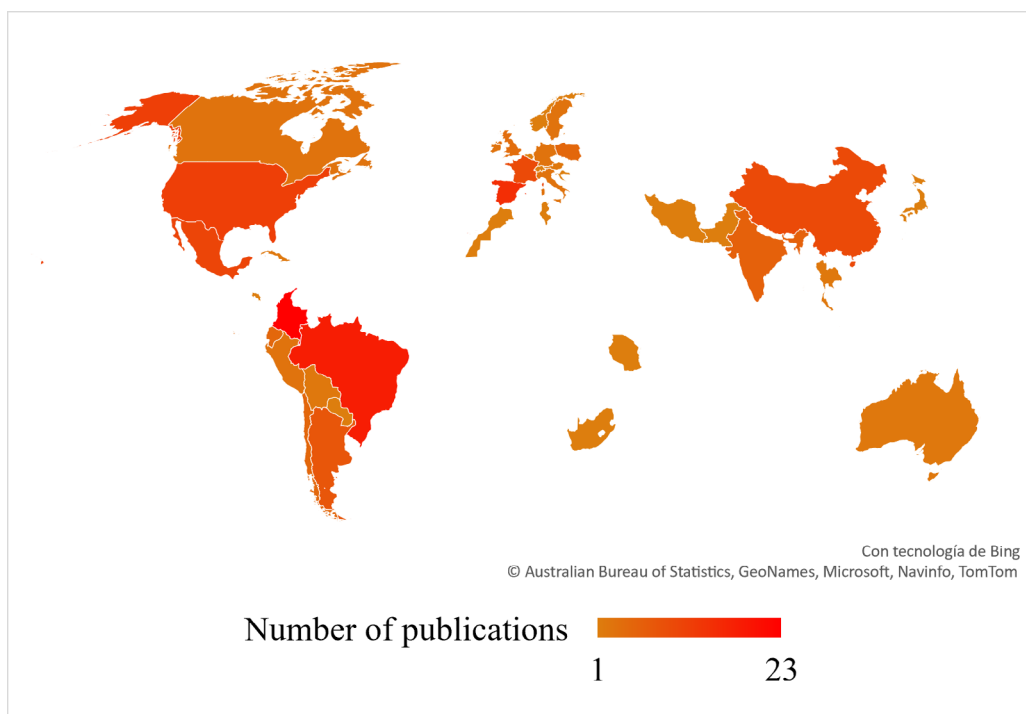 Con tecnología de Bing
© Australian Bureau of Statistics, GeoNames, Microsoft, Navinfo, TomTom
Number of publications
1 23